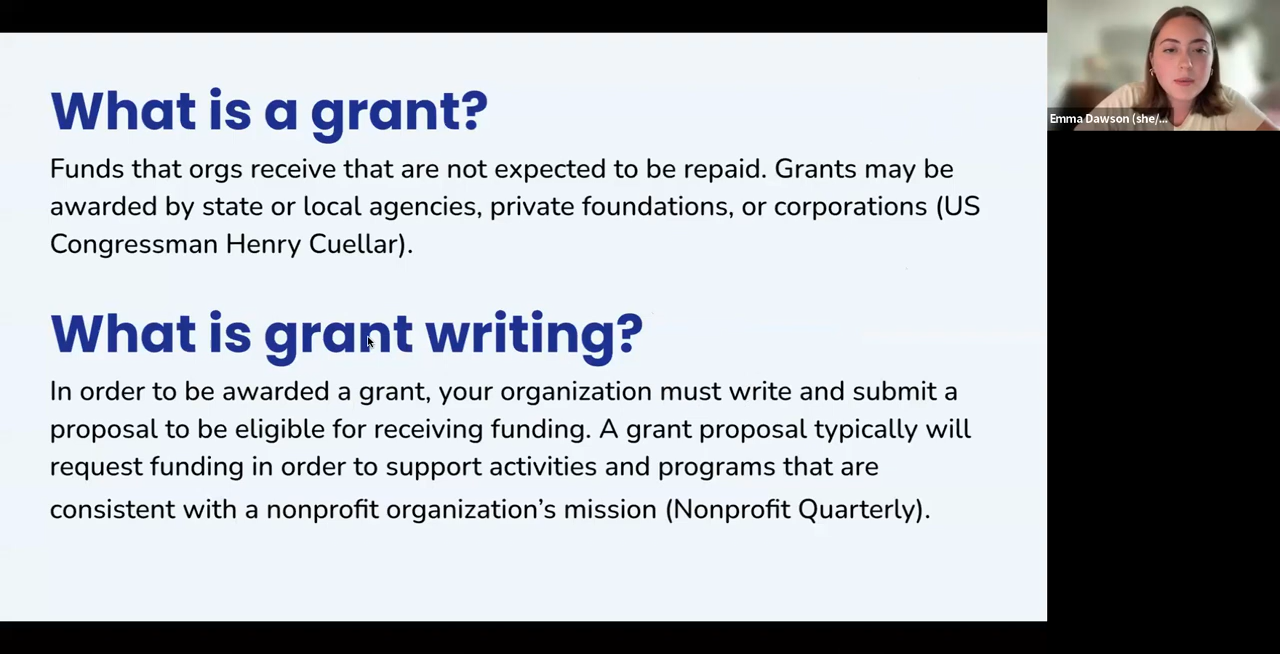 What is a grant?
Funds that orgs receive that are not expected to be repaid. Grants may be
awarded by state or local agencies, private foundations, or corporations (US
Congressman Henry Cuellar).
What is grant writing?
In order to be awarded a grant, your organization must write and submit a
proposal to be eligible for receiving funding. A grant proposal typically will
request funding in order to support activities and programs that are
consistent with a nonprofit organization’s mission (Nonprofit Quarterly).
Emma Dawson (she/...